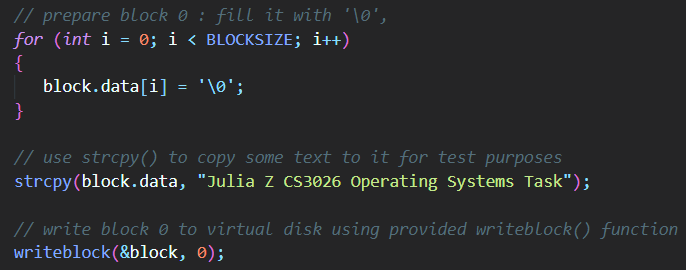 // prepare block 0 : fill it with '\0',
for (int i = 0; i < BLOCKSIZE; i++)
{
block.data[i] = '\0';
}
// use strcpy() to copy some text to it for test purposes
strcpy(block.data, "Julia Z CS3026 Operating Systems Task");
// write block 0 to virtual disk using provided writeblock() function
writeblock(&block, 0);